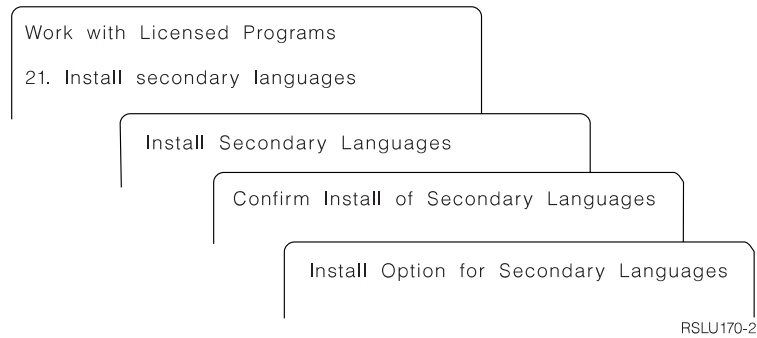 Work with Licensed Programs
21. Install secondary languages
Install Secondary Languages
Confirm Install of Secondary Languages
Install Option for Secondary Languages
RSLU170-2